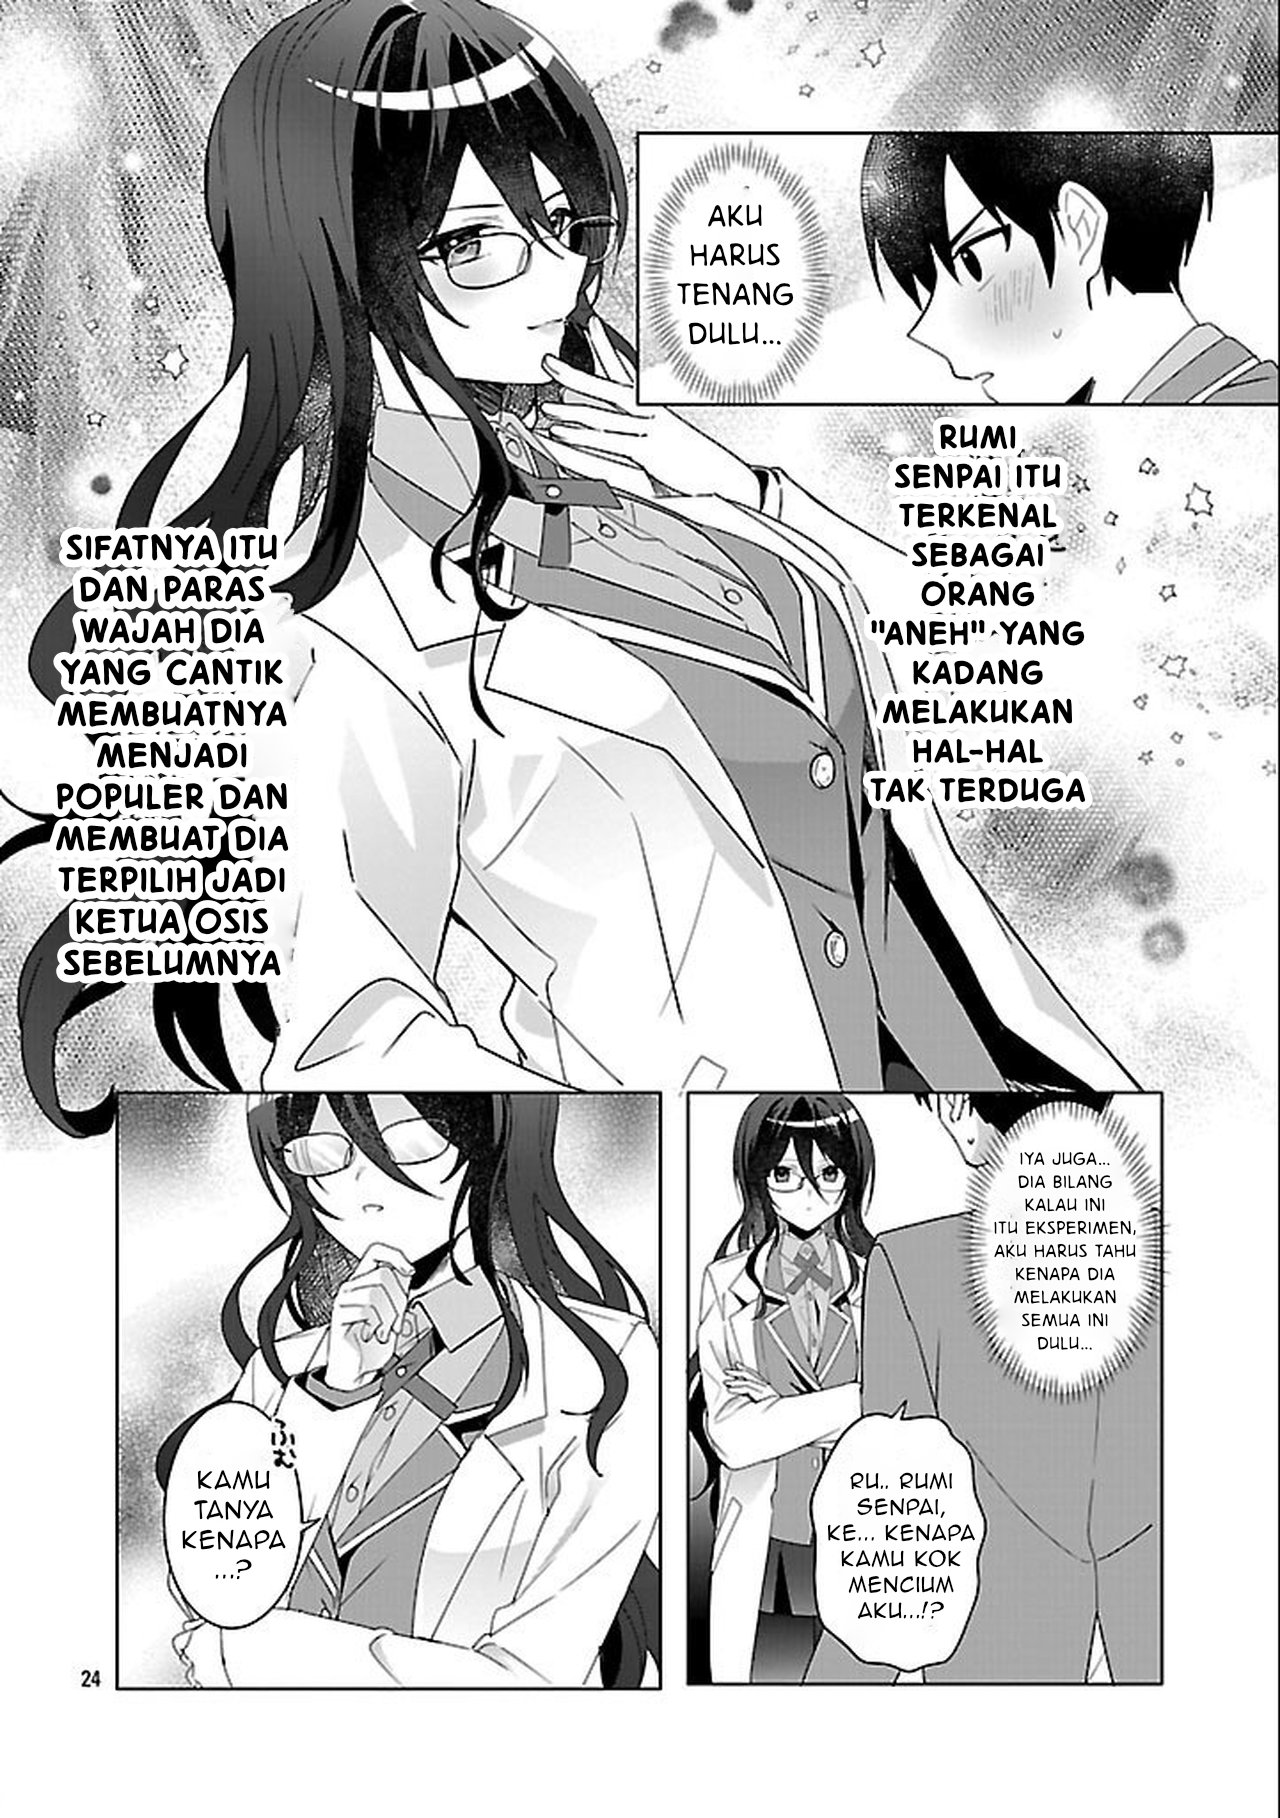 AKU
HARUS
TENANG
DULU...
RUMI
SENPAI ITU
TERKENAL
SEBAGAI
ORANG
"ANEH" YANG
KADANG
MELAKUKAN
HAL-HAL
TAK TERDUGA
SIFATNYA ITU
DAN PARAS
WAJAH DIA
YANG CANTIK
MEMBUATNYA
MENJADI
POPULER DAN
MEMBUAT DIA
TERPILIH JADI
KETUA OSIS
SEBELUMNYA
IYA JUGA...
DIA BILANG
KALAU INI
ITU EKSPERIMEN,
AKU HARUS TAHU
KENAPA DIA
MELAKUKAN
SEMUA INI
DULU...
RU.. RUMI
SENPAI,
KE... KENAPA
KAMU KOK
MENCIUM
AKU...!?
ふむ
KAMU
TANYA
KENAPA
...?
24